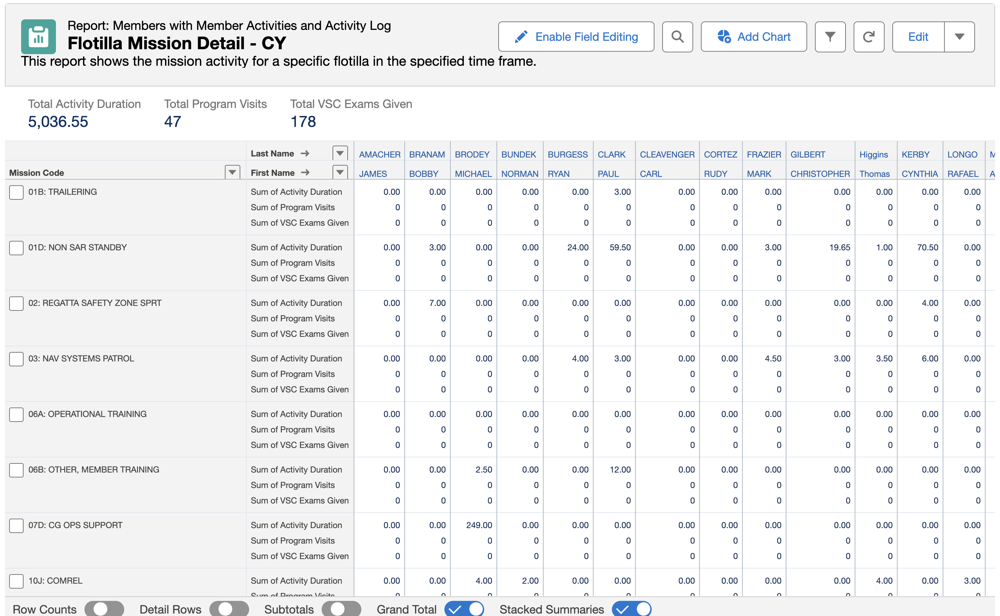 Report: Members with Member Activities and Activity Log
Flotilla Mission Detail - CY
Enable Field Editing Add Chart Edit
This report shows the mission activity for a specific flotilla in the specified time frame.
Total Activity Duration Total Program Visits Total VSC Exams Given
5,036.55 47 178
Last Name → AMACHER BRANAM BRODEY BUNDEK BURGESS CLARK CLEAVENGER CORTEZ FRAZIER GILBERT Higgins KERBY LONGO
Mission Code First Name → JAMES BOBBY MICHAEL NORMAN RYAN PAUL CARL RUDY MARK CHRISTOPHER Thomas CYNTHIA RAFAEL
01B: TRAILERING Sum of Activity Duration 0.00 0.00 0.00 0.00 0.00 3.00 0.00 0.00 0.00 0.00 0.00 0.00 0.00
Sum of Program Visits 0 0 0 0 0 0 0 0 0 0 0 0 0
Sum of VSC Exams Given 0 0 0 0 0 0 0 0 0 0 0 0 0
01D: NON SAR STANDBY Sum of Activity Duration 0.00 3.00 0.00 0.00 24.00 59.50 0.00 0.00 3.00 19.65 1.00 70.50 0.00
Sum of Program Visits 0 0 0 0 0 0 0 0 0 0 0 0 0
Sum of VSC Exams Given 0 0 0 0 0 0 0 0 0 0 0 0 0
02: REGATTA SAFETY ZONE SPRT Sum of Activity Duration 0.00 7.00 0.00 0.00 0.00 0.00 0.00 0.00 0.00 0.00 0.00 4.00 0.00
Sum of Program Visits 0 0 0 0 0 0 0 0 0 0 0 0 0
Sum of VSC Exams Given 0 0 0 0 0 0 0 0 0 0 0 0 0
03: NAV SYSTEMS PATROL Sum of Activity Duration 0.00 0.00 0.00 0.00 4.00 3.00 0.00 0.00 4.50 3.00 3.50 6.00 0.00
Sum of Program Visits 0 0 0 0 0 0 0 0 0 0 0 0 0
Sum of VSC Exams Given 0 0 0 0 0 0 0 0 0 0 0 0 0
06A: OPERATIONAL TRAINING Sum of Activity Duration 0.00 0.00 0.00 0.00 0.00 0.00 0.00 0.00 0.00 0.00 0.00 0.00 0.00
Sum of Program Visits 0 0 0 0 0 0 0 0 0 0 0 0 0
Sum of VSC Exams Given 0 0 0 0 0 0 0 0 0 0 0 0 0
06B: OTHER, MEMBER TRAINING Sum of Activity Duration 0.00 0.00 2.50 0.00 0.00 12.00 0.00 0.00 0.00 0.00 0.00 0.00 0.00
Sum of Program Visits 0 0 0 0 0 0 0 0 0 0 0 0 0
Sum of VSC Exams Given 0 0 0 0 0 0 0 0 0 0 0 0 0
07D: CG OPS SUPPORT Sum of Activity Duration 0.00 0.00 249.00 0.00 0.00 0.00 0.00 0.00 0.00 0.00 0.00 0.00 0.00
Sum of Program Visits 0 0 0 0 0 0 0 0 0 0 0 0 0
Sum of VSC Exams Given 0 0 0 0 0 0 0 0 0 0 0 0 0
10J: COMREL Sum of Activity Duration 0.00 0.00 4.00 2.00 0.00 0.00 0.00 0.00 0.00 0.00 4.00 0.00 3.00
Sum of Program Visits 0 0 0 0 0 0 0 0 0 0 0 0 0
Row Counts Detail Rows Subtotals Grand Total Stacked Summaries